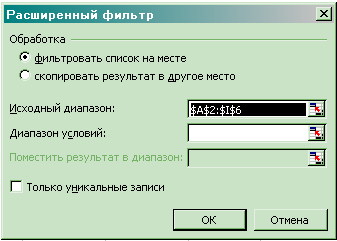 Расширенный фильтр
Обработка
фильтровать список на месте
скопировать результат в другое место
Исходный диапазон: $A$2:$I$6
Диапазон условий:
Поместить результат в диапазон:
Только уникальные записи
ОК Отмена